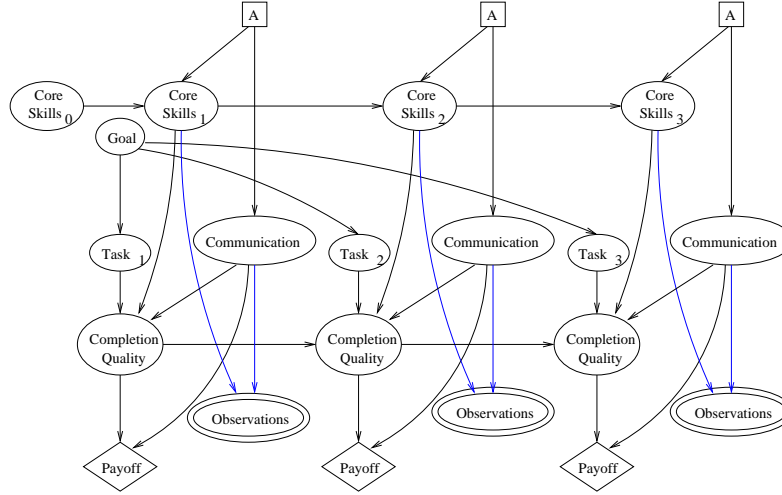 A
A
A
Core
Skills 0
Core
Skills 1
Core
Skills 2
Core
Skills 3
Goal
Task 1
Communication
Task 2
Communication
Task 3
Communication
Completion
Quality
Completion
Quality
Completion
Quality
Observations
Observations
Observations
Payoff
Payoff
Payoff